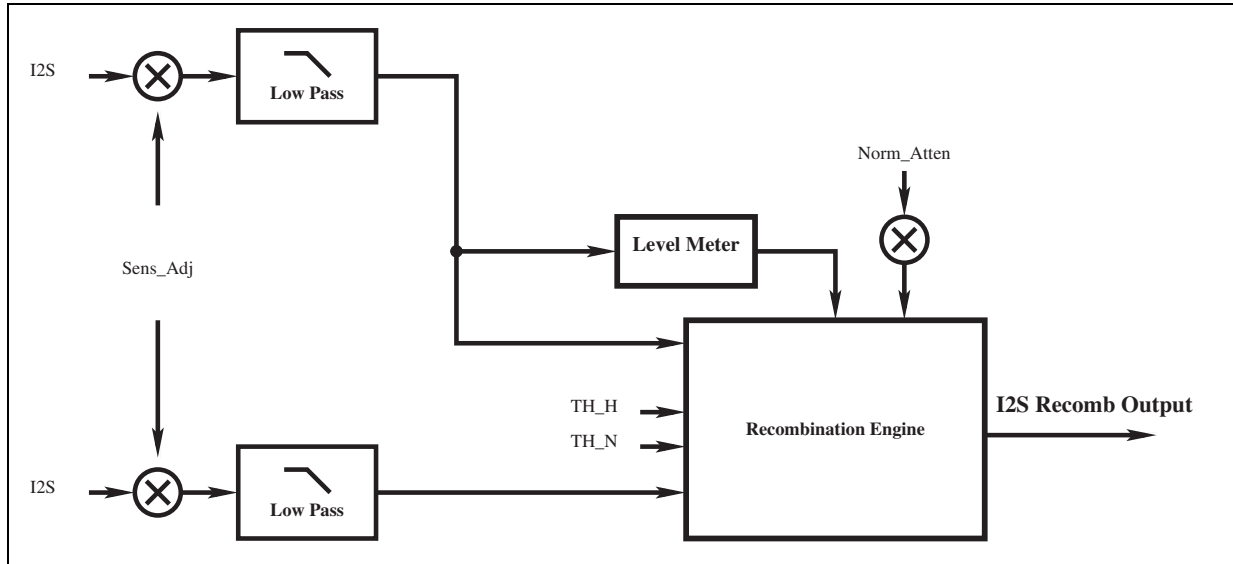 I2S
Low Pass
Norm_Atten
Level Meter
Sens_Adj
TH_H
I2S Recomb Output
Recombination Engine
TH_N
I2S
Low Pass